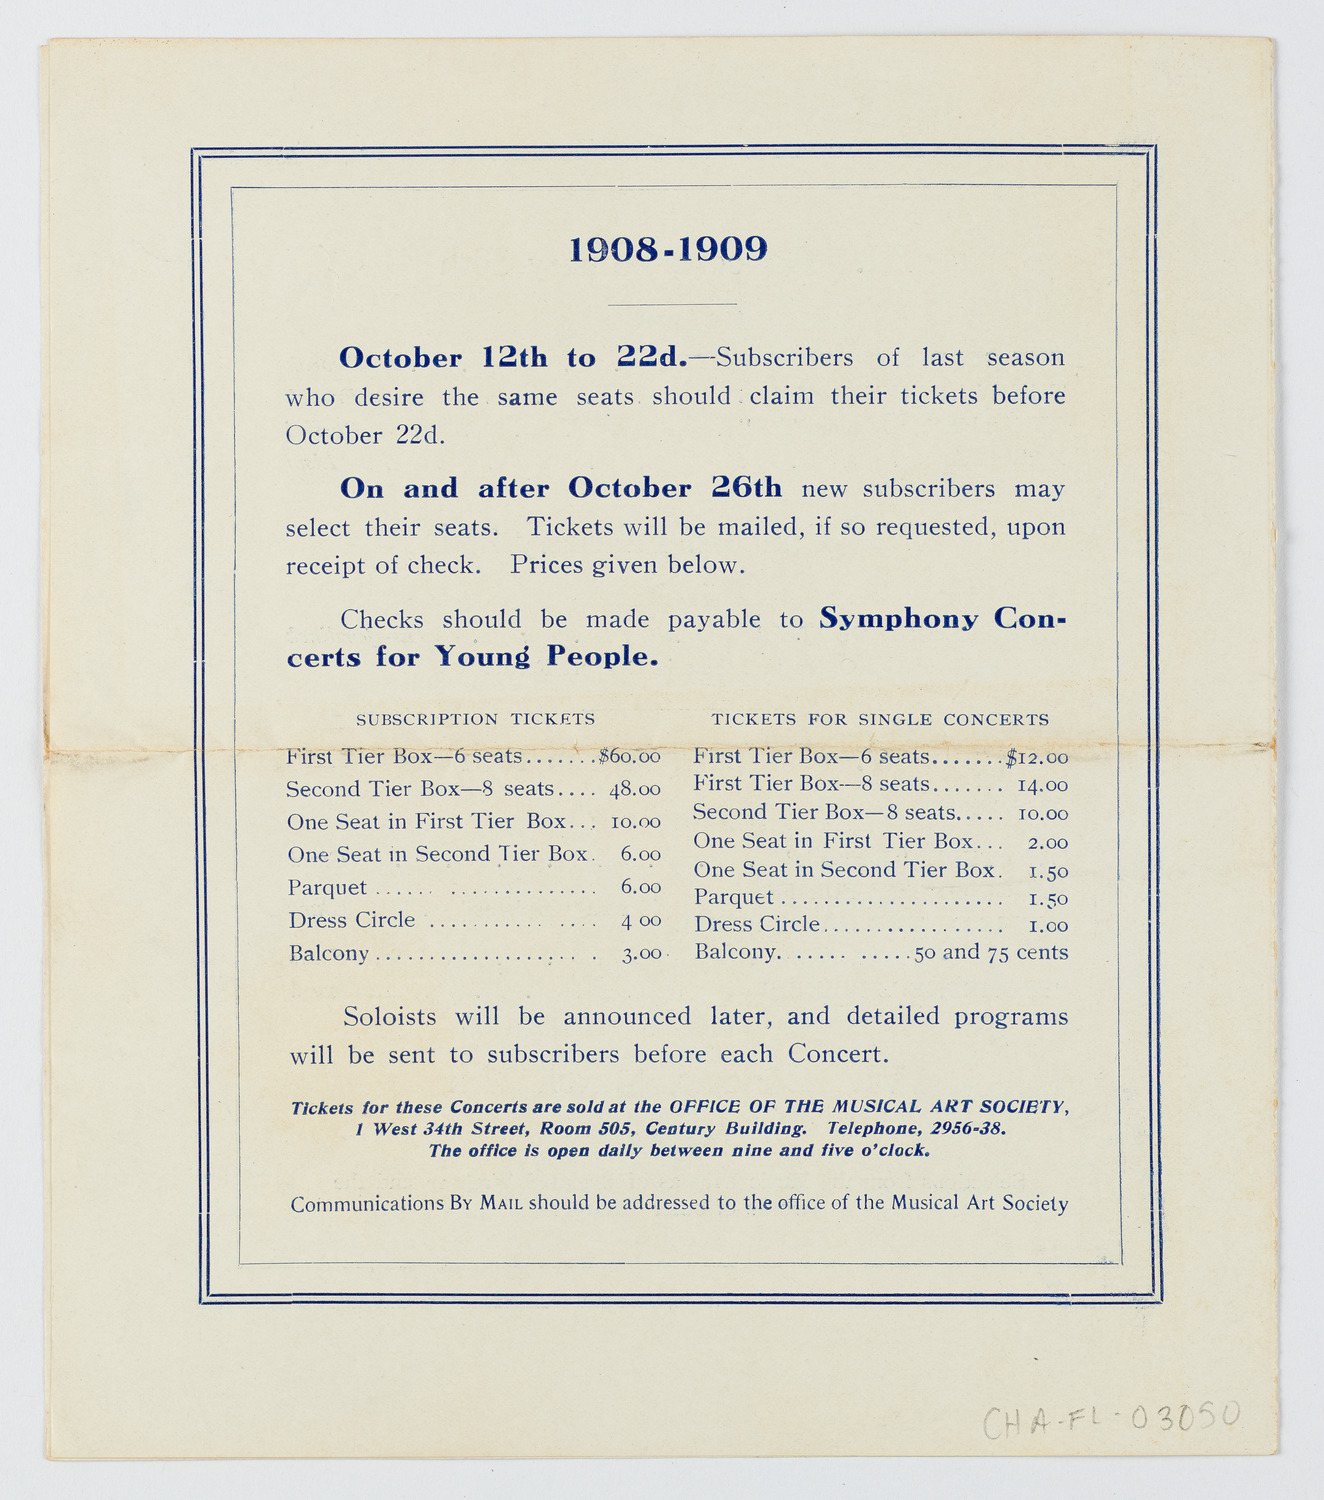 1908-1909
October 12th to 22d.—Subscribers of last season
who desire the same seats should claim their tickets before
October 22d.
On and after October 26th new subscribers may
select their seats. Tickets will be mailed, if so requested, upon
receipt of check. Prices given below.
Checks should be made payable to Symphony Con-
certs for Young People.
SUBSCRIPTION TICKETS
First Tier Box—6 seats.......$60.00
Second Tier Box—8 seats.... 48.00
One Seat in First Tier Box... 10.00
One Seat in Second Tier Box. 6.00
Parquet ...... .............. 6.00
Dress Circle ........... .... 4 00
Balcony ................... . 3.00
TICKETS FOR SINGLE CONCERTS
First Tier Box—6 seats.......$12.00
First Tier Box—8 seats....... 14.00
Second Tier Box—8 seats..... 10.00
One Seat in First Tier Box... 2.00
One Seat in Second Tier Box. 1.50
Parquet ..................... 1.50
Dress Circle................. 1.00
Balcony. ..... .....50 and 75 cents
Soloists will be announced later, and detailed programs
will be sent to subscribers before each Concert.
Tickets for these Concerts are sold at the OFFICE OF THE MUSICAL ART SOCIETY,
1 West 34th Street, Room 505, Century Building. Telephone, 2956-38.
The office is open daily between nine and five o'clock.
Communications BY MAIL should be addressed to the office of the Musical Art Society
CHA-FL-03050